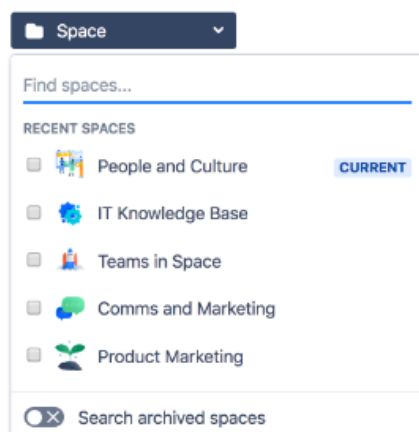 Space
Find spaces...
RECENT SPACES
People and Culture CURRENT
IT Knowledge Base
Teams in Space
Comms and Marketing
Product Marketing
Search archived spaces